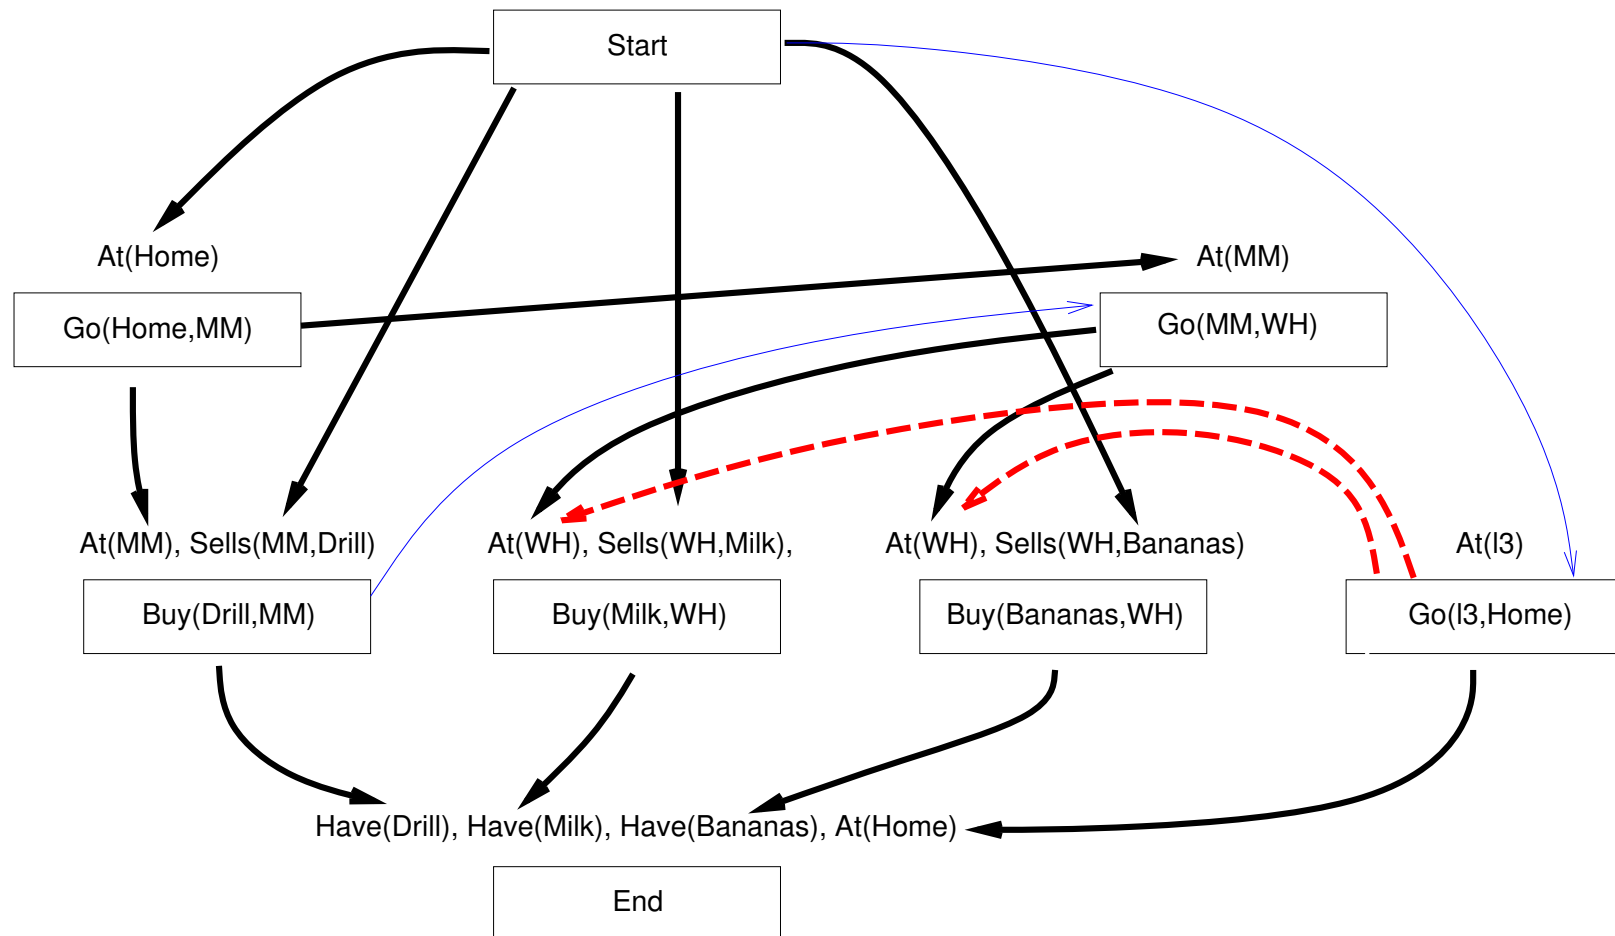 Start
At(Home)
At(MM)
Go(Home,MM)
Go(MM,WH)
At(MM), Sells(MM,Drill)
At(WH), Sells(WH,Milk),
At(WH), Sells(WH,Bananas)
At(l3)
Buy(Drill,MM)
Buy(Milk,WH)
Buy(Bananas,WH)
Go(l3,Home)
Have(Drill), Have(Milk), Have(Bananas), At(Home)
End